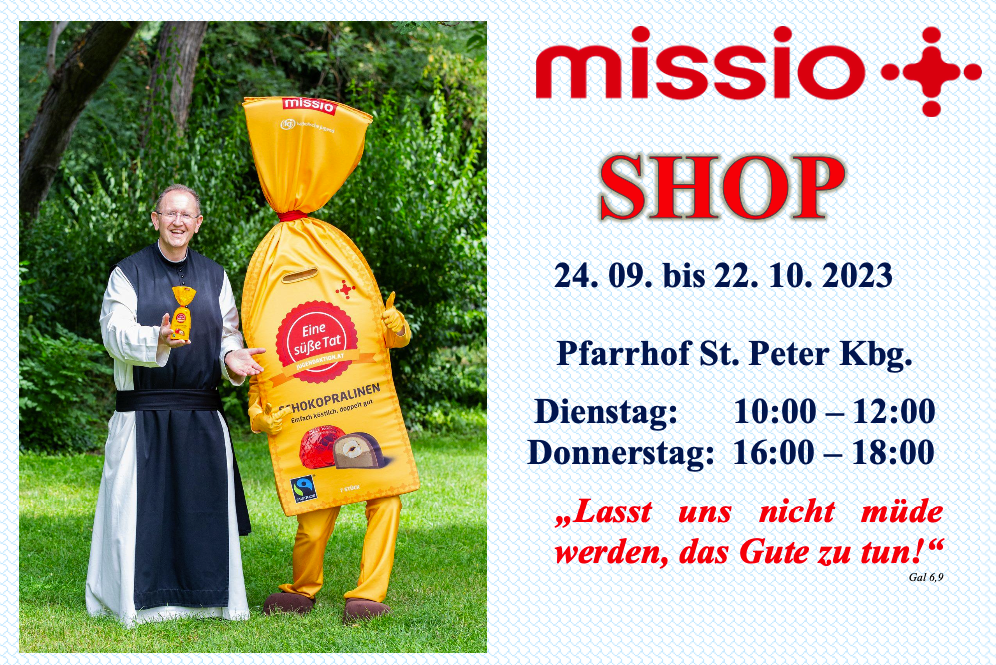 missio
SHOP
24. 09. bis 22. 10. 2023
Pfarrhof St. Peter Kbg.
Dienstag: 10:00 – 12:00
Donnerstag: 16:00 – 18:00
„Lasst uns nicht müde
werden, das Gute zu tun!“
Gal 6,9
missio
Eine
süße Tat
JUGENDAKTION.AT
SCHOKOPRALINEN
Einfach köstlich, doppelt gut